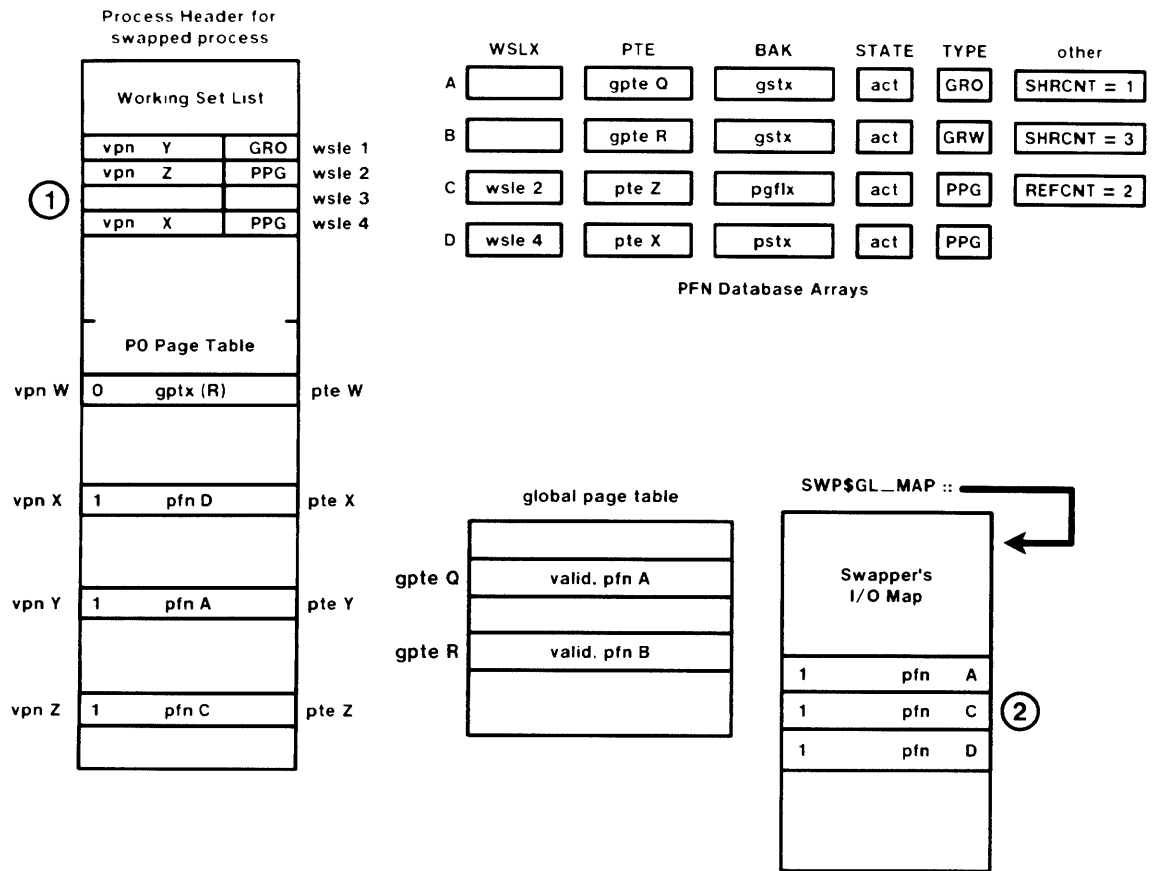 Process Header for
swapped process
Working Set List
vpn Y GRO wsle 1
vpn Z PPG wsle 2
1 wsle 3
vpn X PPG wsle 4
P0 Page Table
vpn W 0 gptx (R) pte W
vpn X 1 pfn D pte X
vpn Y 1 pfn A pte Y
vpn Z 1 pfn C pte Z
WSLX PTE BAK STATE TYPE other
A gpte Q gstx act GRO SHRCNT = 1
B gpte R gstx act GRW SHRCNT = 3
C wsle 2 pte Z pgflx act PPG REFCNT = 2
D wsle 4 pte X pstx act PPG
PFN Database Arrays
global page table
gpte Q valid. pfn A
gpte R valid. pfn B
SWP$GL_MAP ::
Swapper's
I/O Map
1 pfn A
1 pfn C 2
1 pfn D